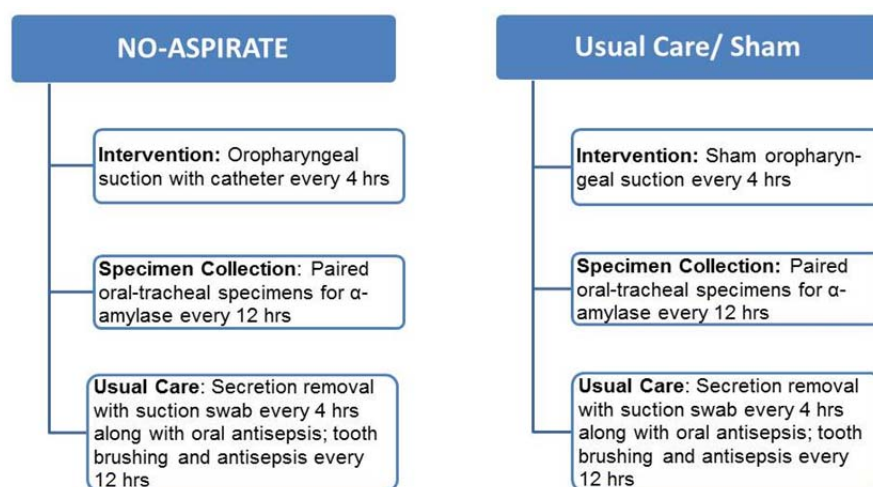 NO-ASPIRATE
Intervention: Oropharyngeal
suction with catheter every 4 hrs
Specimen Collection: Paired
oral-tracheal specimens for α-
amylase every 12 hrs
Usual Care: Secretion removal
with suction swab every 4 hrs
along with oral antisepsis; tooth
brushing and antisepsis every
12 hrs
Usual Care/ Sham
Intervention: Sham oropharyn-
geal suction every 4 hrs
Specimen Collection: Paired
oral-tracheal specimens for α-
amylase every 12 hrs
Usual Care: Secretion removal
with suction swab every 4 hrs
along with oral antisepsis; tooth
brushing and antisepsis every
12 hrs